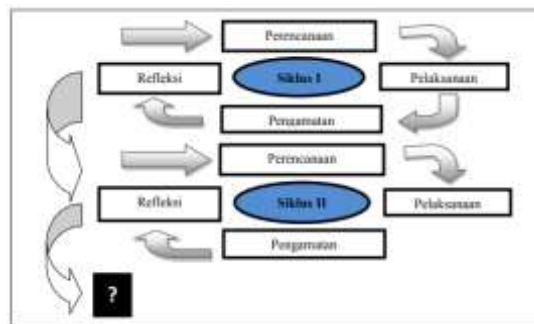 Perencanaan
Refleksi
Siklus I
Pelaksanaan
Pengamatan
Perencanaan
Refleksi
Siklus II
Pelaksanaan
Pengamatan
?